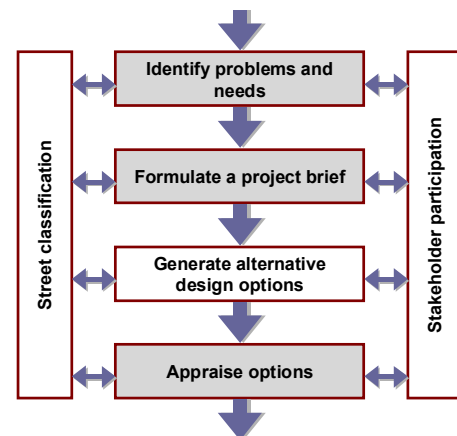 Identify problems and
needs
Formulate a project brief
Generate alternative
design options
Appraise options
Street classification
Stakeholder participation